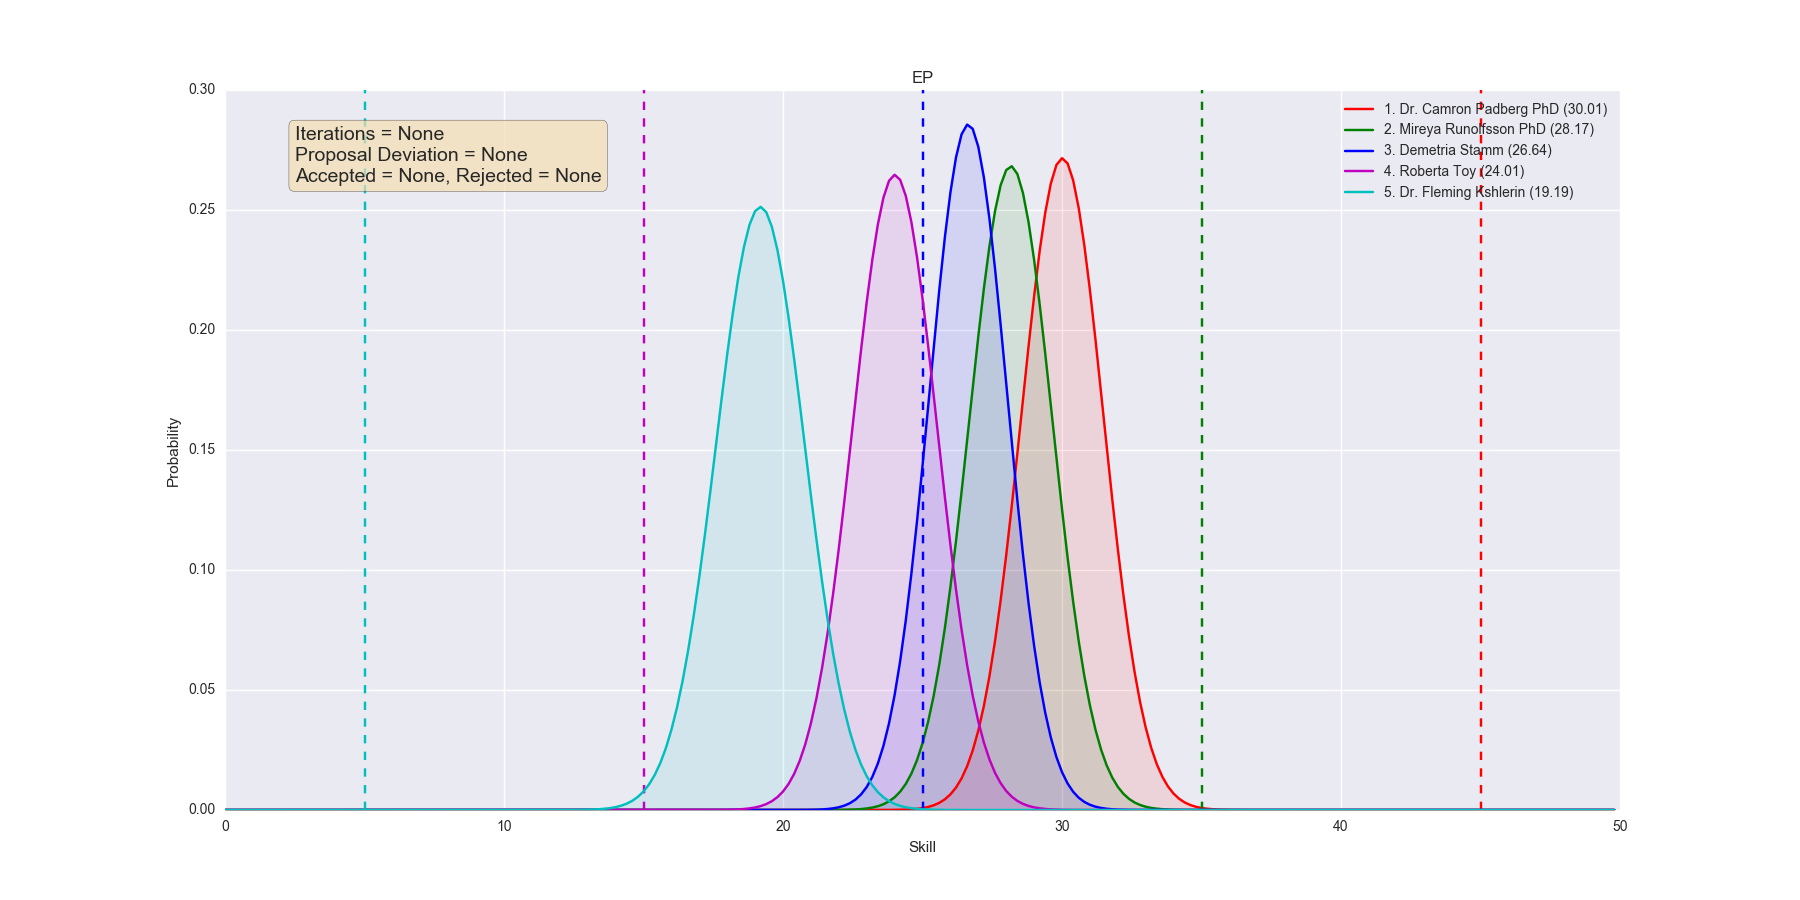 EP
0.30
0.25
0.20
0.15
0.10
0.05
0.00
Probability
Iterations = None
Proposal Deviation = None
Accepted = None, Rejected = None
1. Dr. Camron Padberg PhD (30.01)
2. Mireya Runolfsson PhD (28.17)
3. Demetria Stamm (26.64)
4. Roberta Toy (24.01)
5. Dr. Fleming Kshlerin (19.19)
0 10 20 30 40 50
Skill